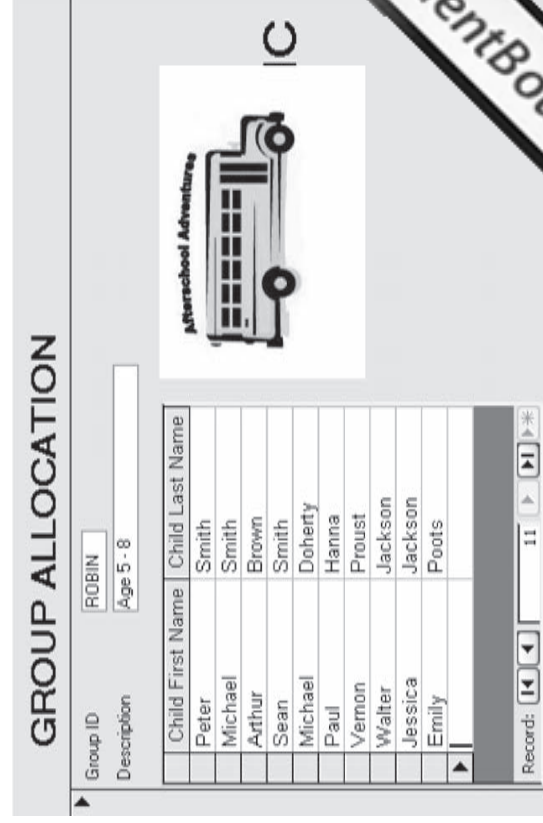 GROUP ALLOCATION
Group ID ROBIN
Description Age 5 - 8
Child First Name Child Last Name
Peter Smith
Michael Smith
Arthur Brown
Sean Smith
Michael Doherty
Paul Hanna
Vernon Proust
Walter Jackson
Jessica Jackson
Emily Poots
Record: 11
Afterschool Adventures